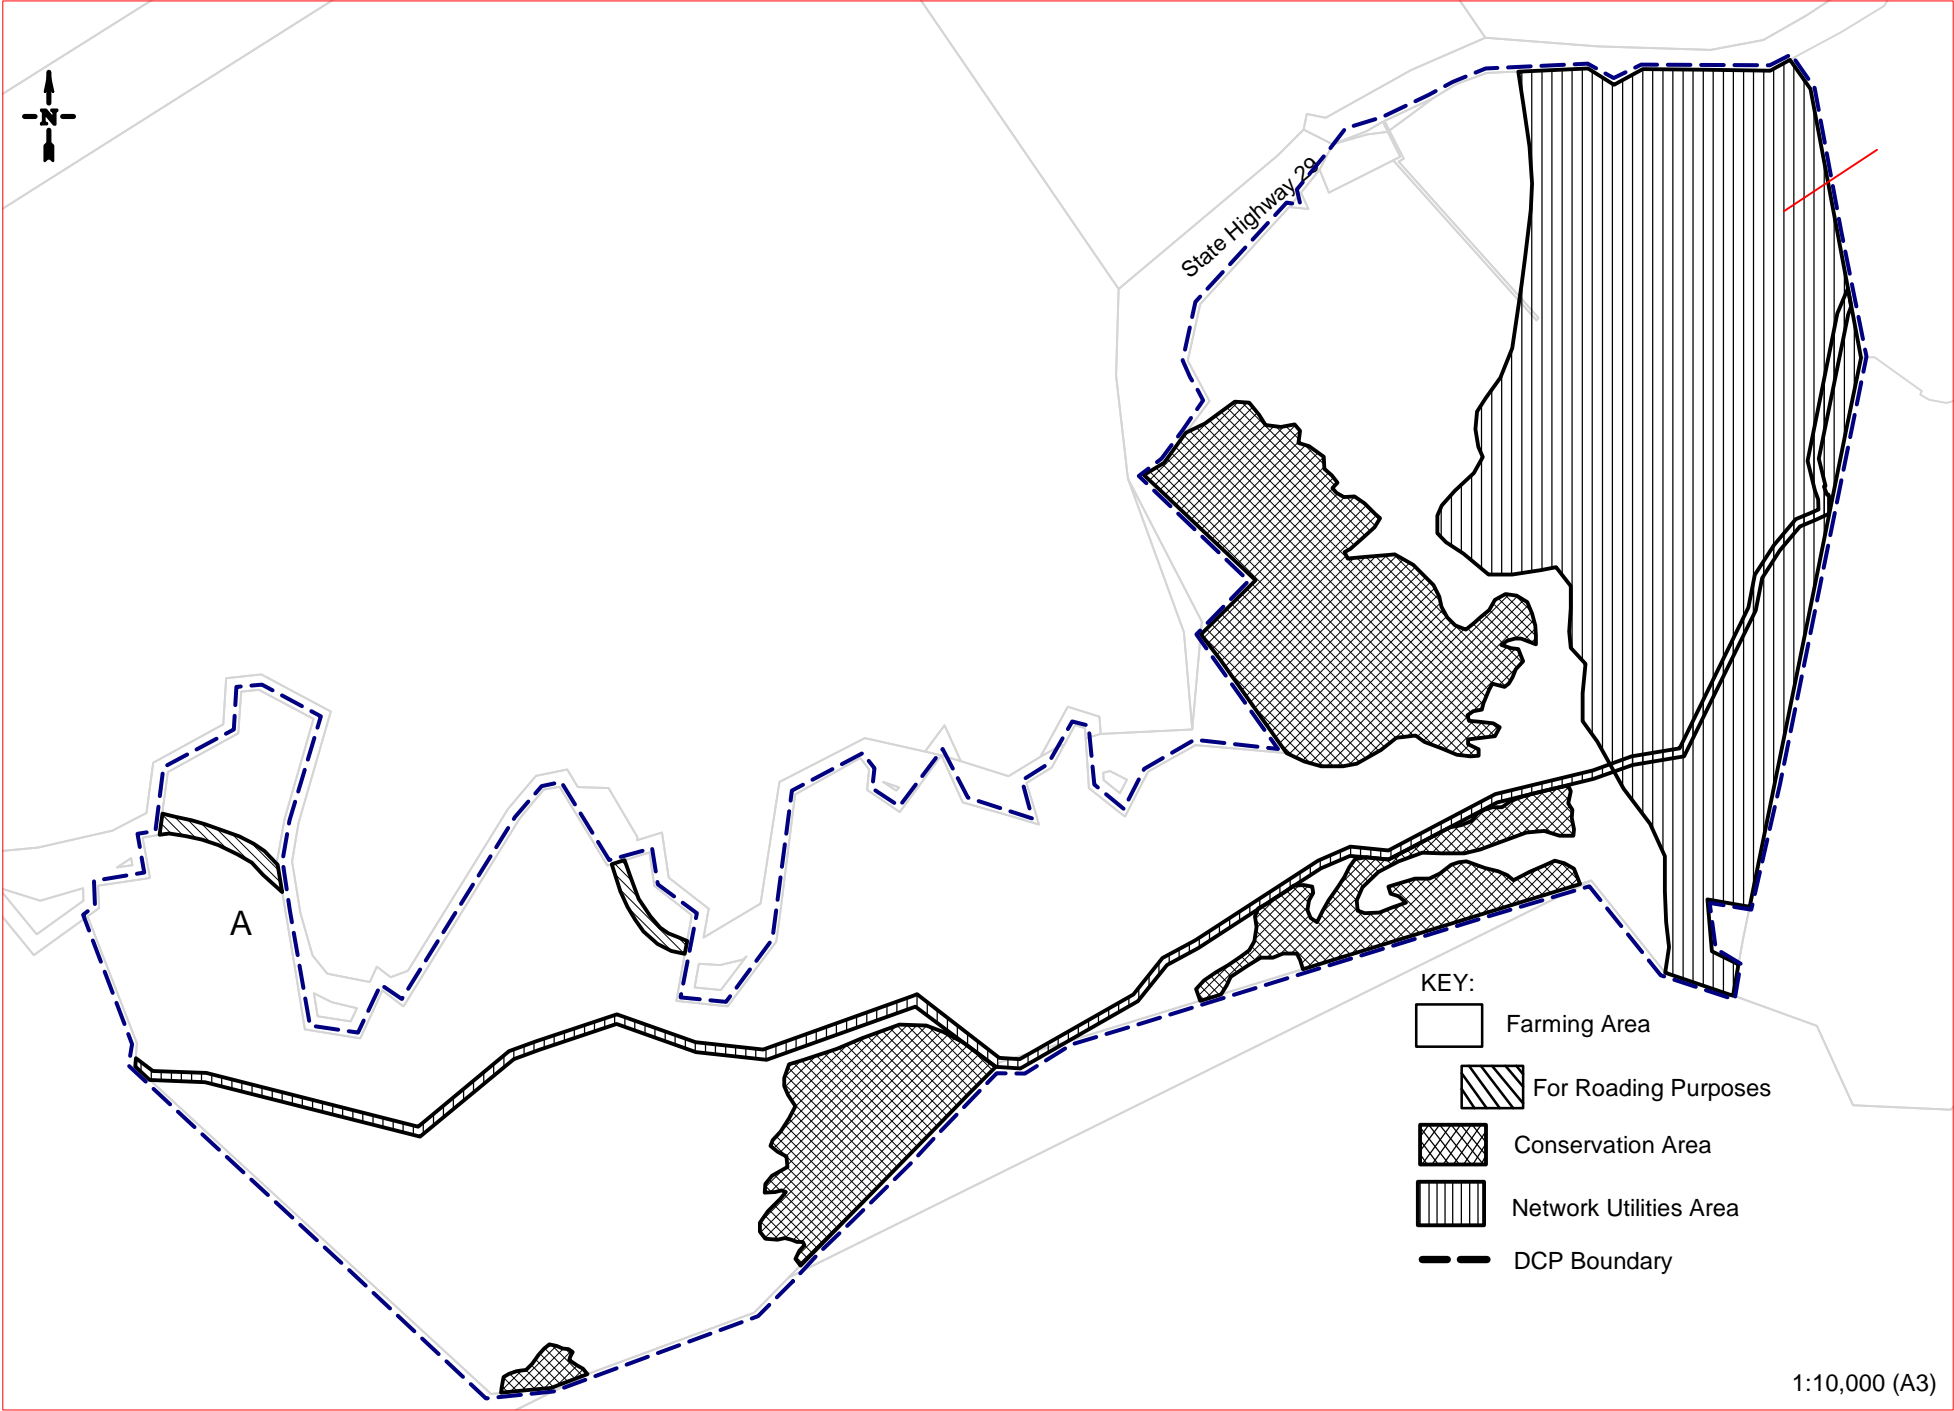 N
State Highway 29
A
KEY:
Farming Area
For Roading Purposes
Conservation Area
Network Utilities Area
DCP Boundary
1:10,000 (A3)